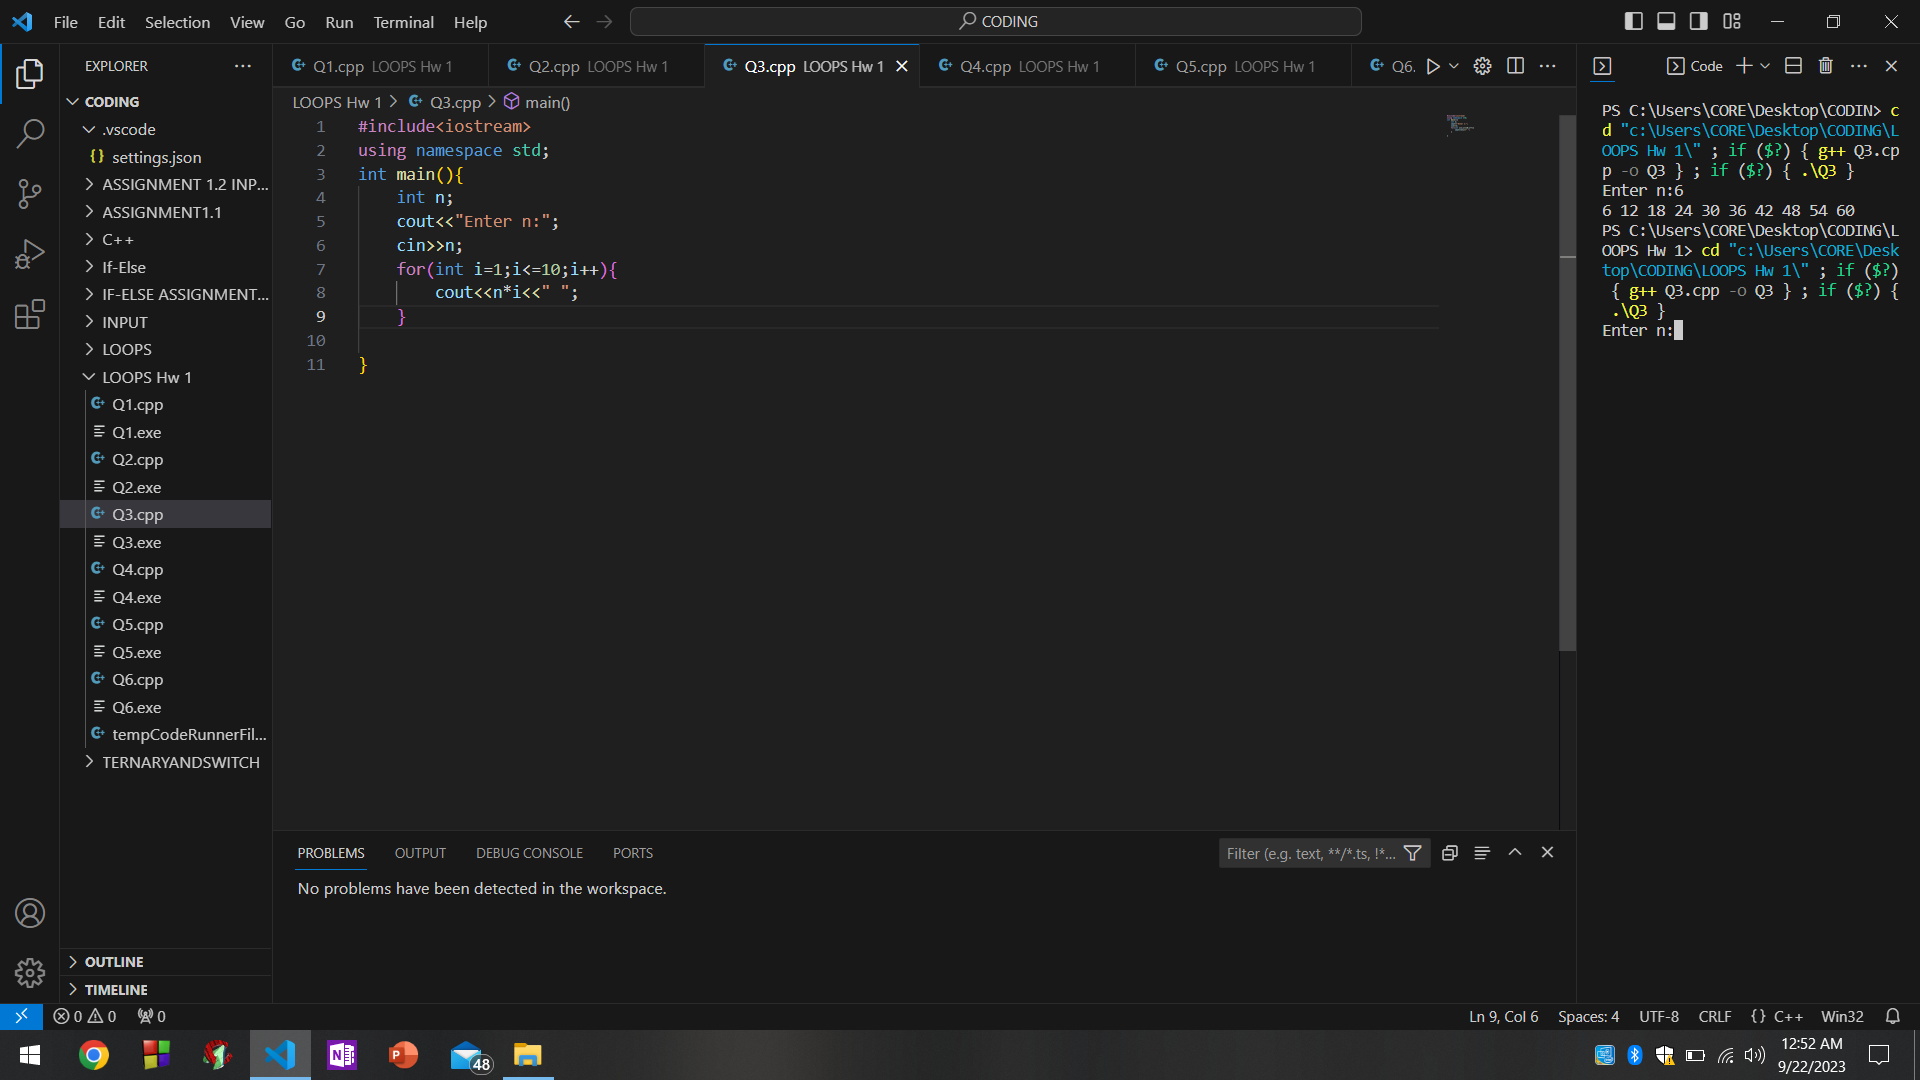 File Edit Selection View Go Run Terminal Help
CODING
EXPLORER
CODING
.vscode
{} settings.json
ASSIGNMENT 1.2 INP...
ASSIGNMENT1.1
C++
If-Else
IF-ELSE ASSIGNMENT...
INPUT
LOOPS
LOOPS Hw 1
Q1.cpp
Q1.exe
Q2.cpp
Q2.exe
Q3.cpp
Q3.exe
Q4.cpp
Q4.exe
Q5.cpp
Q5.exe
Q6.cpp
Q6.exe
tempCodeRunnerFil...
TERNARYANDSWITCH
OUTLINE
TIMELINE
Q1.cpp LOOPS Hw 1 Q2.cpp LOOPS Hw 1 Q3.cpp LOOPS Hw 1 Q4.cpp LOOPS Hw 1 Q5.cpp LOOPS Hw 1 Q6.
LOOPS Hw 1 > Q3.cpp > main()
1 #include<iostream>
2 using namespace std;
3 int main(){
4 int n;
5 cout<<"Enter n:";
6 cin>>n;
7 for(int i=1;i<=10;i++){
8 cout<<n*i<<" ";
9 }
10
11 }
PROBLEMS OUTPUT DEBUG CONSOLE PORTS
Filter (e.g. text, **/*.ts, !*...
No problems have been detected in the workspace.
Code
PS C:\Users\CORE\Desktop\CODIN> c
d "c:\Users\CORE\Desktop\CODING\L
OOPS Hw 1\" ; if ($?) { g++ Q3.cp
p -o Q3 } ; if ($?) { .\Q3 }
Enter n:6
6 12 18 24 30 36 42 48 54 60
PS C:\Users\CORE\Desktop\CODING\L
OOPS Hw 1> cd "c:\Users\CORE\Desk
top\CODING\LOOPS Hw 1\" ; if ($?)
{ g++ Q3.cpp -o Q3 } ; if ($?) {
.\Q3 }
Enter n:
0 0 0
Ln 9, Col 6 Spaces: 4 UTF-8 CRLF {} C++ Win32
48
12:52 AM
9/22/2023